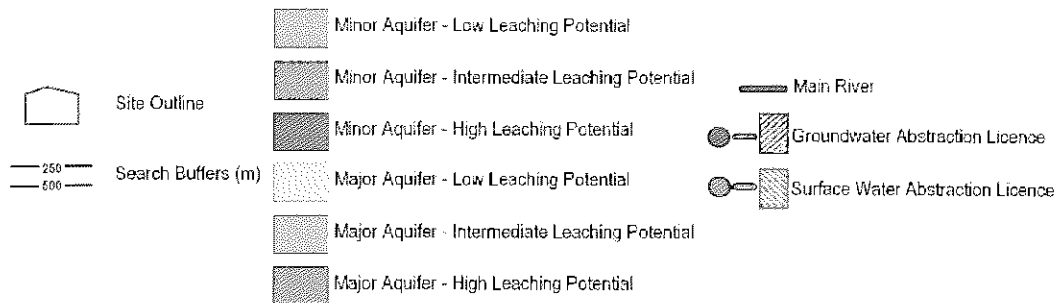 Site Outline
250
500
Search Buffers (m)
Minor Aquifer - Low Leaching Potential
Minor Aquifer - Intermediate Leaching Potential
Minor Aquifer - High Leaching Potential
Major Aquifer - Low Leaching Potential
Major Aquifer - Intermediate Leaching Potential
Major Aquifer - High Leaching Potential
Main River
Groundwater Abstraction Licence
Surface Water Abstraction Licence